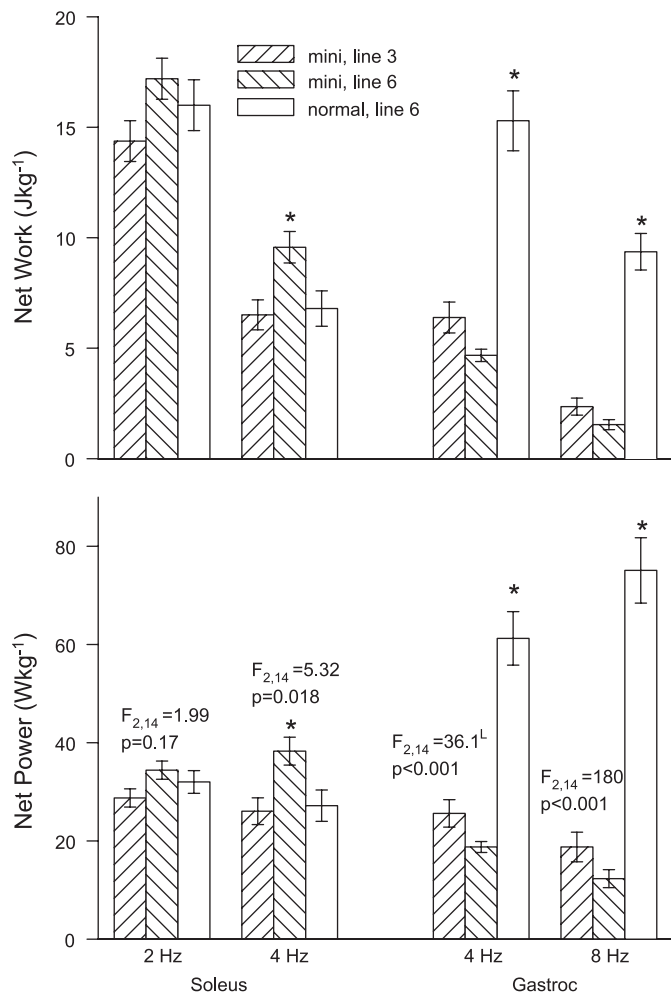 20
15
10
5
0
Net Work (Jkg⁻¹)
mini, line 3
mini, line 6
normal, line 6
*
*
*
80
60
40
20
0
Net Power (Wkg⁻¹)
F2,14=1.99
p=0.17
F2,14=5.32
p=0.018
*
F2,14=36.1ᴸ
p<0.001
*
F2,14=180
p<0.001
*
2 Hz 4 Hz 4 Hz 8 Hz
Soleus Gastroc